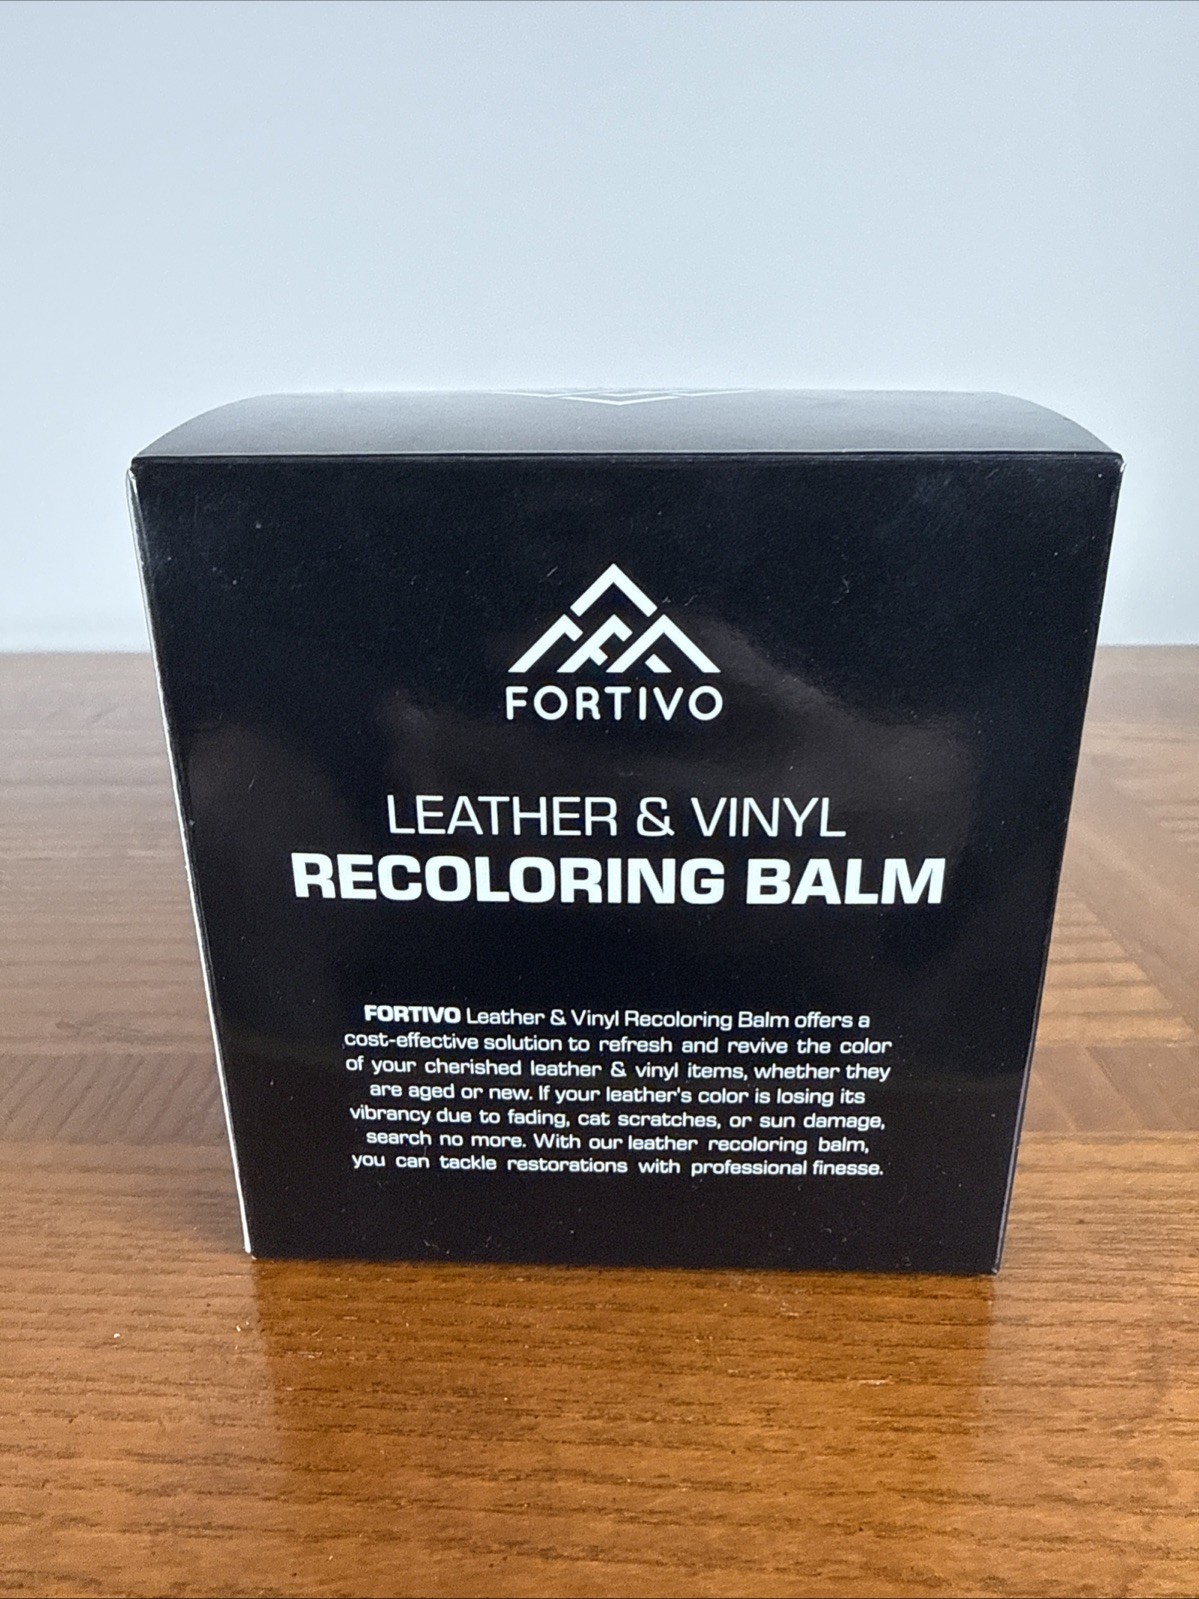 FORTIVO
LEATHER & VINYL
RECOLORING BALM
FORTIVO Leather & Vinyl Recoloring Balm offers a
cost-effective solution to refresh and revive the color
of your cherished leather & vinyl items, whether they
are aged or new. If your leather's color is losing its
vibrancy due to fading, cat scratches, or sun damage,
search no more. With our leather recoloring balm,
you can tackle restorations with professional finesse.